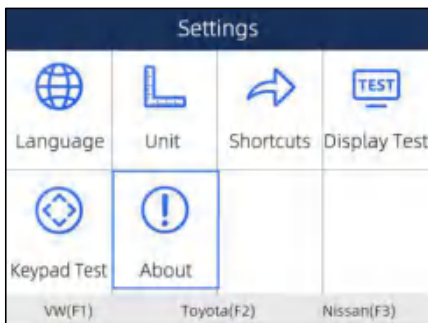 Settings
TEST
Language Unit Shortcuts Display Test
Keypad Test About
VW(F1) Toyota(F2) Nissan(F3)